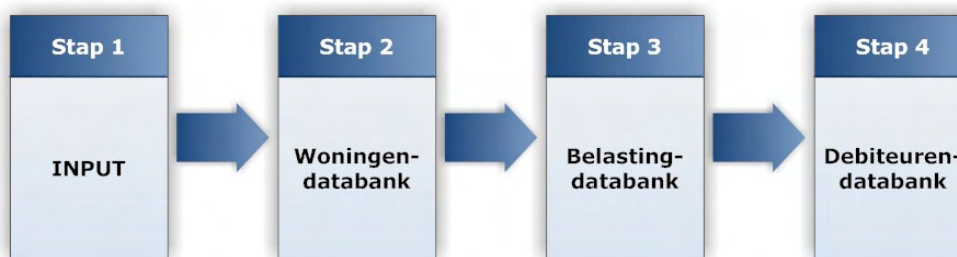 Stap 1
INPUT
Stap 2
Woningen-
databank
Stap 3
Belasting-
databank
Stap 4
Debiteuren-
databank